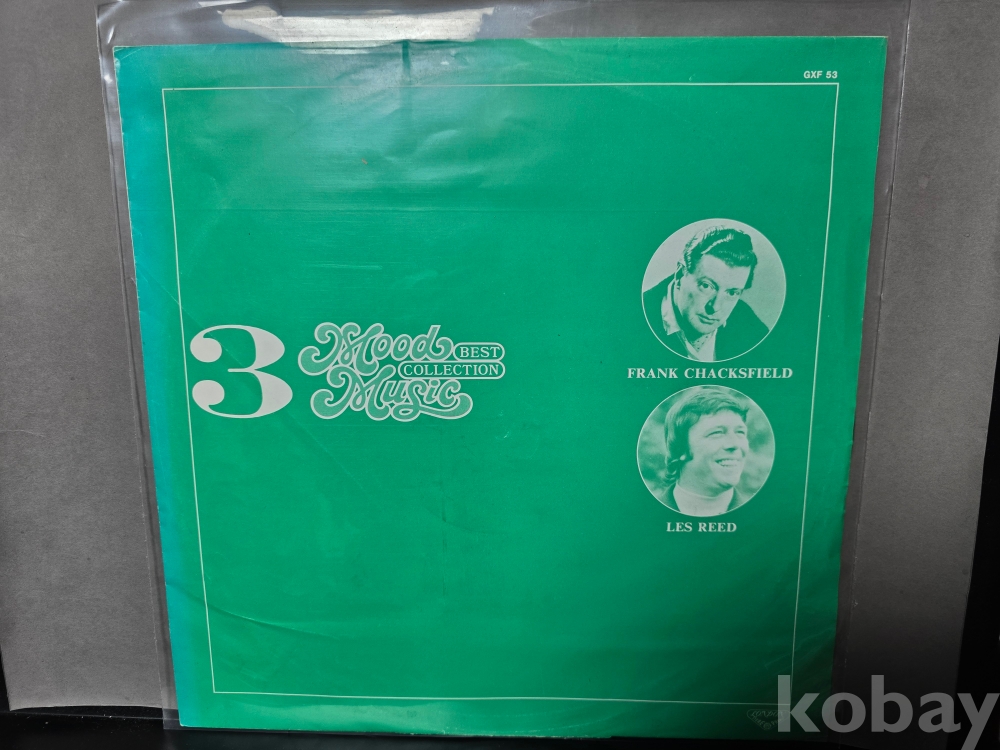 GXF 53
3
Mood
BEST
COLLECTION
Music
FRANK CHACKSFIELD
LES REED
kobay